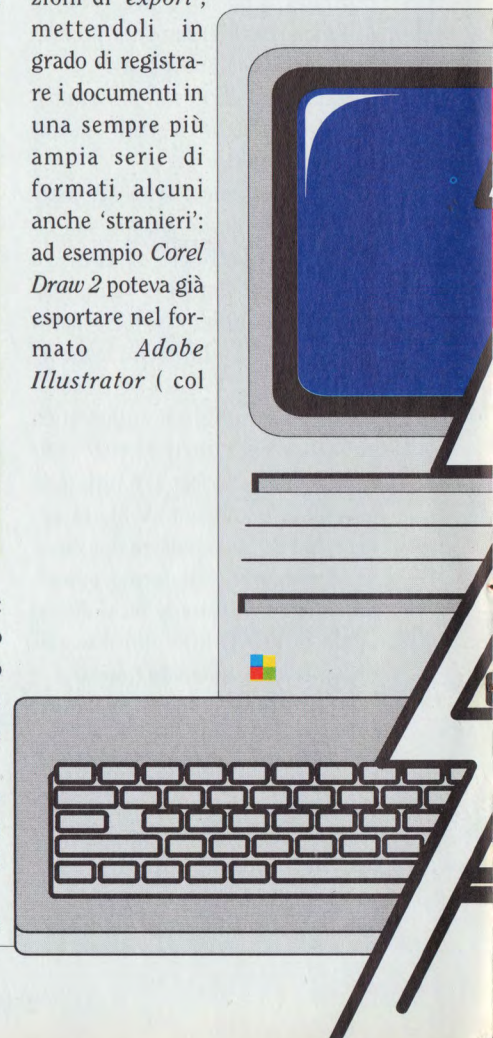 zioni di 'export',
mettendoli in
grado di registra-
re i documenti in
una sempre più
ampia serie di
formati, alcuni
anche 'stranieri':
ad esempio Corel
Draw 2 poteva già
esportare nel for-
mato Adobe
Illustrator ( col